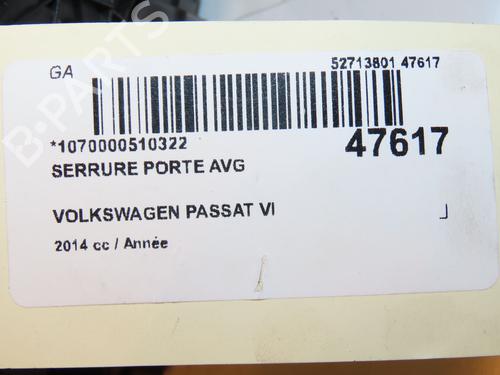 GA
52713801 47617
*1070000510322
47617
SERRURE PORTE AVG
VOLKSWAGEN PASSAT VI
J
2014 cc / Année
B-PARTS